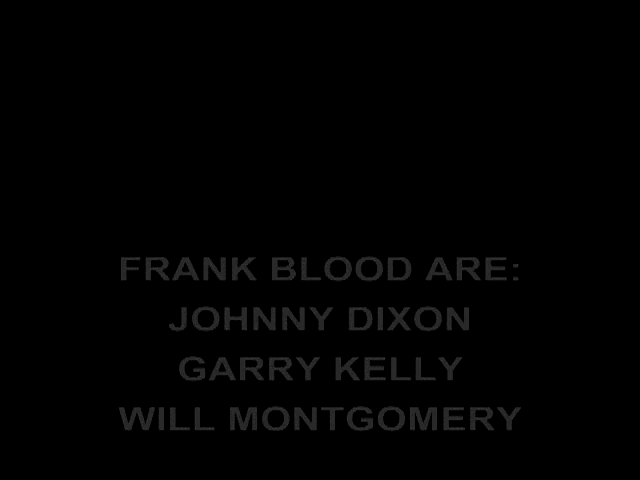 FRANK BLOOD ARE:
JOHNNY DIXON
GARRY KELLY
WILL MONTGOMERY